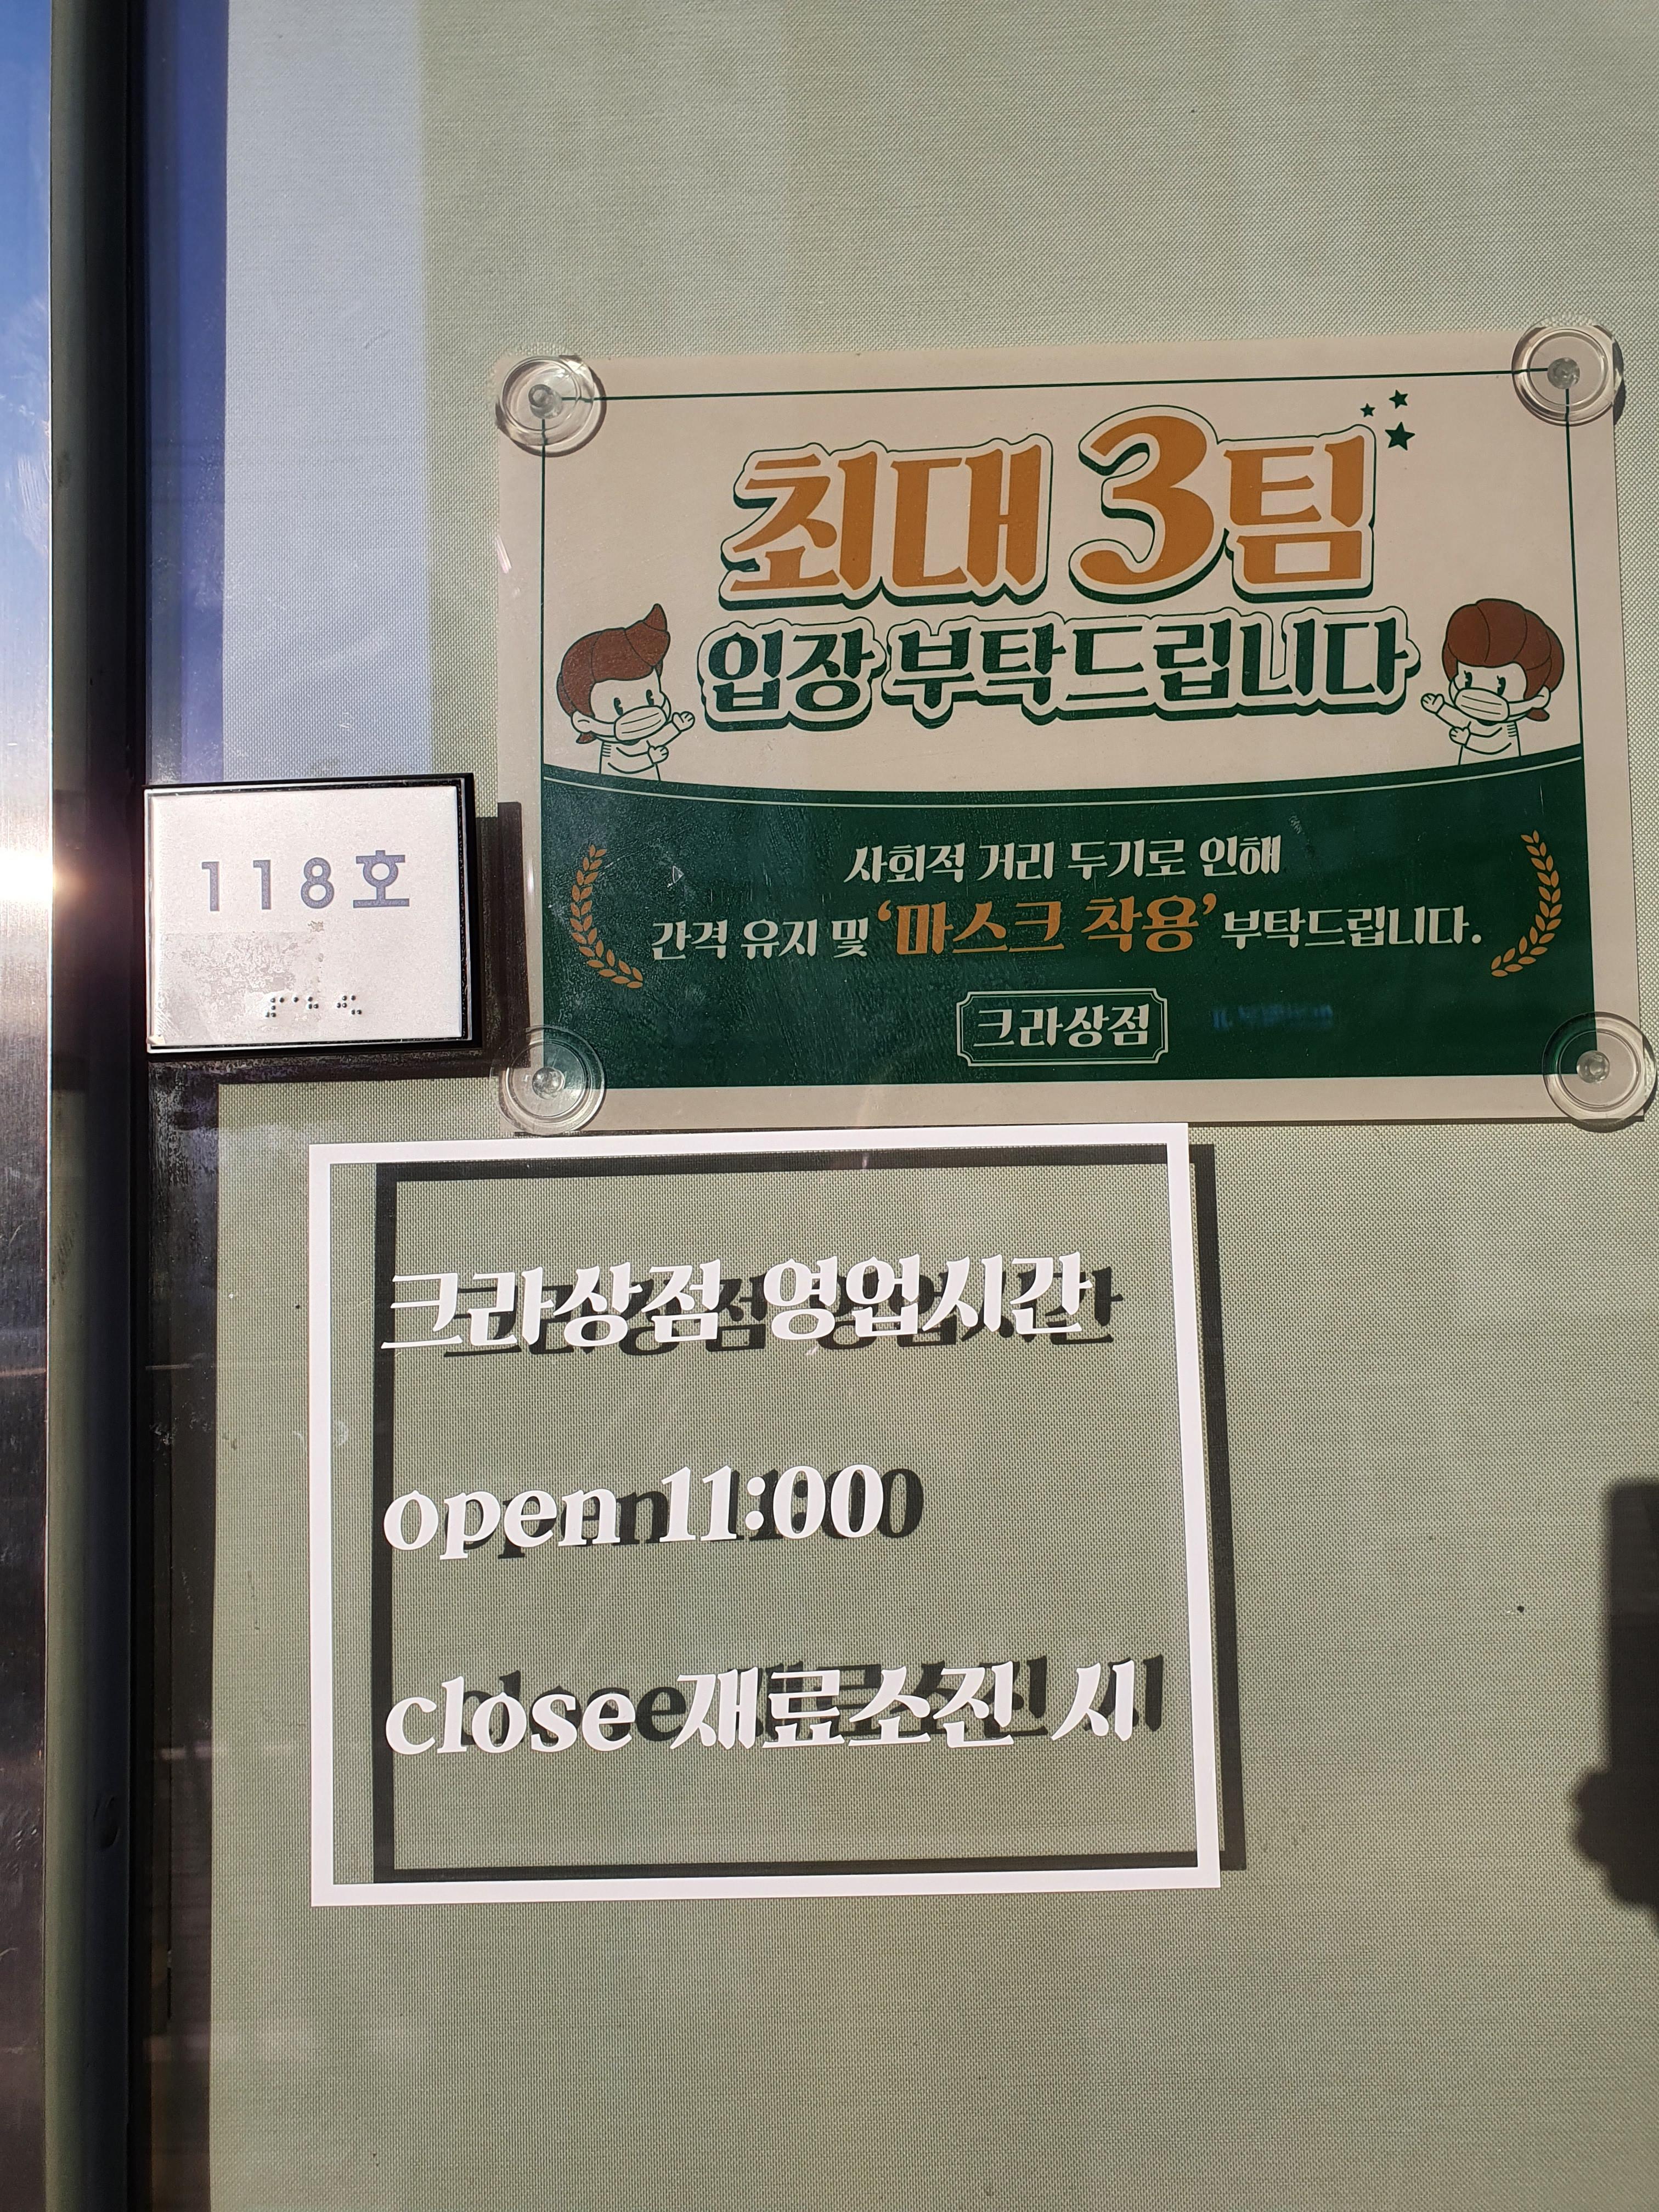 최대 3팀
입장 부탁드립니다
사회적 거리 두기로 인해
간격 유지 및 '마스크 착용' 부탁드립니다.
크라상점
118호
크라상점 영업시간
open 11:00
close 재료소진 시